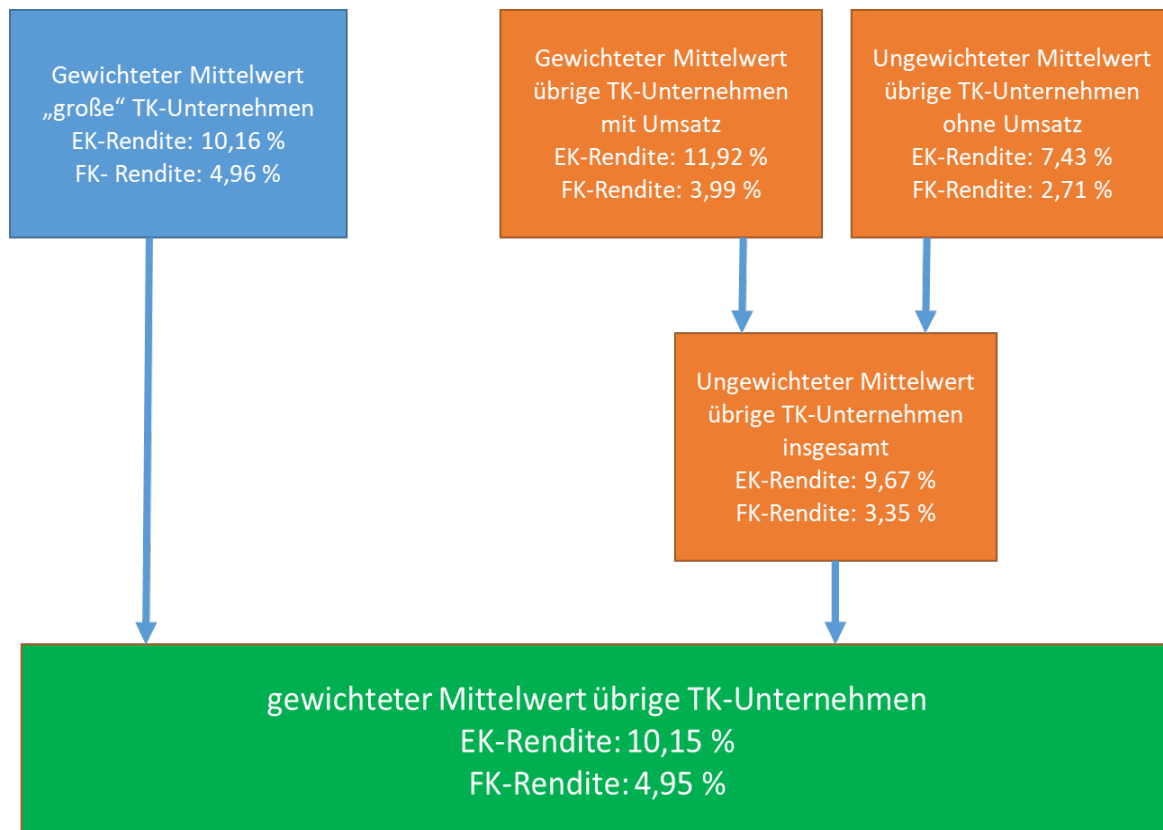 Gewichteter Mittelwert
„große“ TK-Unternehmen
EK-Rendite: 10,16 %
FK- Rendite: 4,96 %
Gewichteter Mittelwert
übrige TK-Unternehmen
mit Umsatz
EK-Rendite: 11,92 %
FK-Rendite: 3,99 %
Ungewichteter Mittelwert
übrige TK-Unternehmen
ohne Umsatz
EK-Rendite: 7,43 %
FK-Rendite: 2,71 %
Ungewichteter Mittelwert
übrige TK-Unternehmen
insgesamt
EK-Rendite: 9,67 %
FK-Rendite: 3,35 %
gewichteter Mittelwert übrige TK-Unternehmen
EK-Rendite: 10,15 %
FK-Rendite: 4,95 %